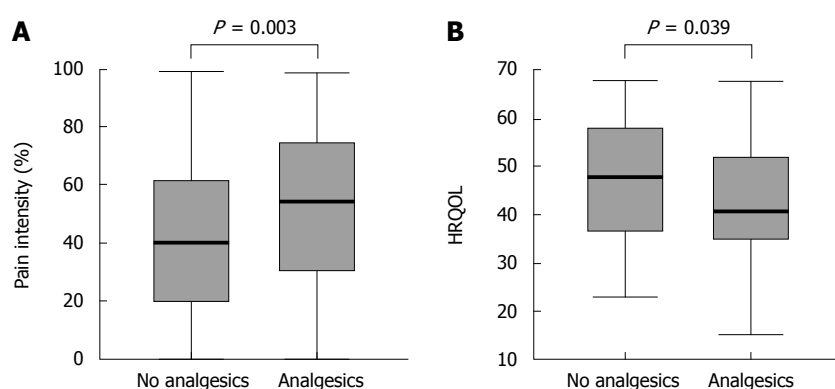 A
P = 0.003
Pain intensity (%)
100
80
60
40
20
0
No analgesics
Analgesics
B
P = 0.039
HRQOL
70
60
50
40
30
20
10
No analgesics
Analgesics